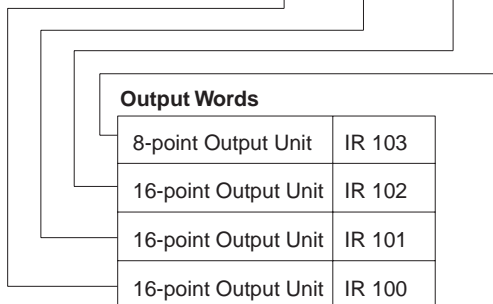 Output Words
8-point Output Unit IR 103
16-point Output Unit IR 102
16-point Output Unit IR 101
16-point Output Unit IR 100